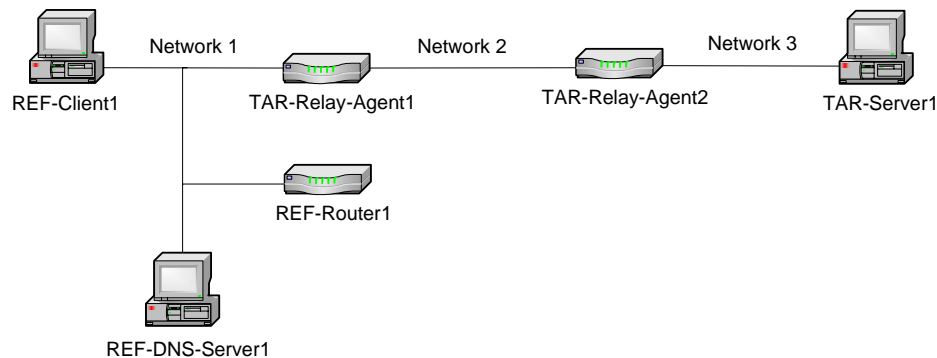 Network 1
Network 2
Network 3
REF-Client1
TAR-Relay-Agent1
TAR-Relay-Agent2
TAR-Server1
REF-Router1
REF-DNS-Server1